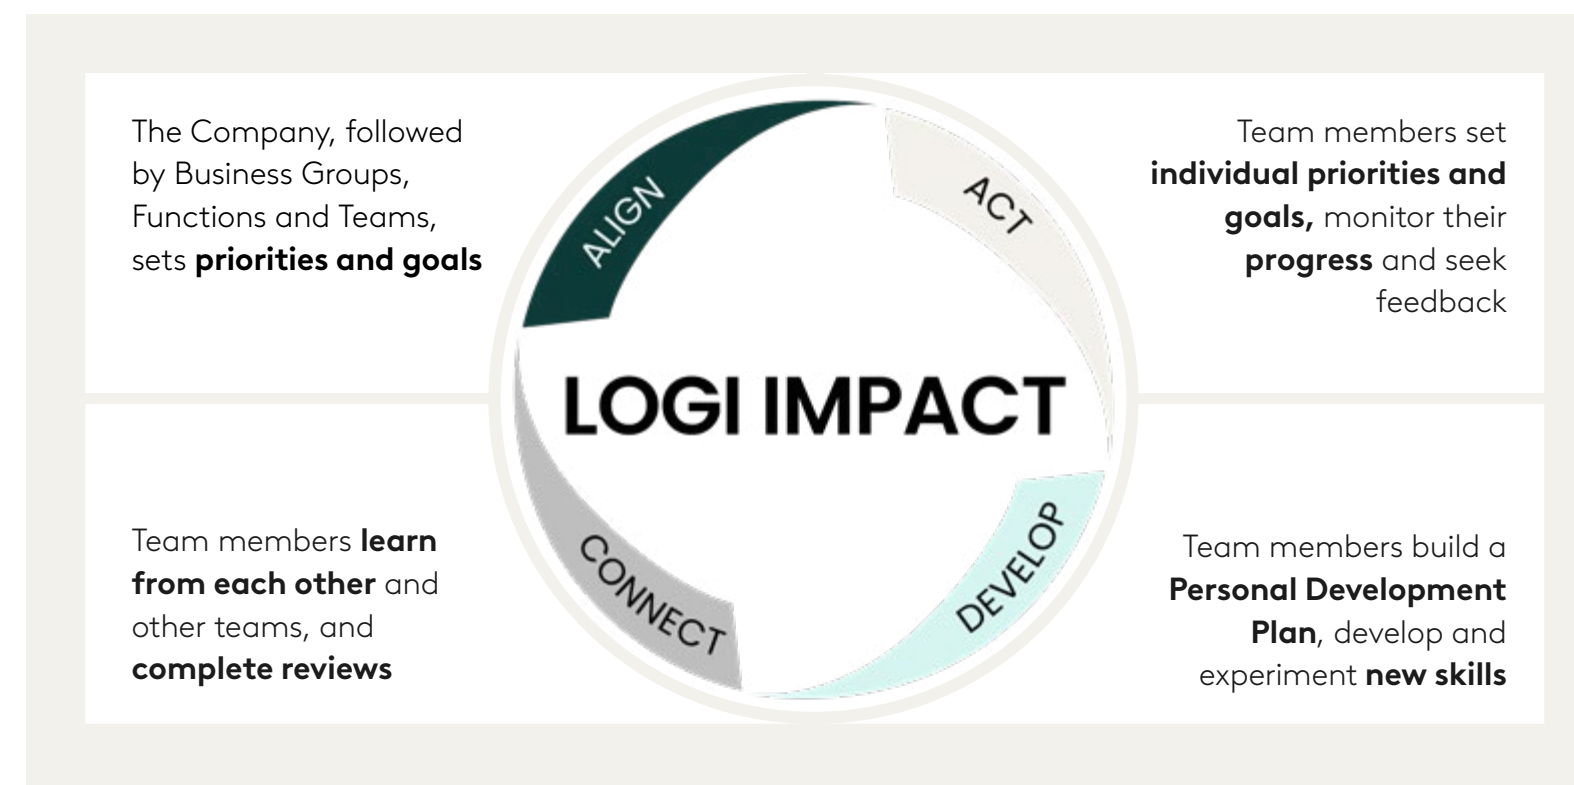 The Company, followed
by Business Groups,
Functions and Teams,
sets priorities and goals
ALIGN
ACT
Team members set
individual priorities and
goals, monitor their
progress and seek
feedback
LOGI IMPACT
Team members learn
from each other and
other teams, and
complete reviews
CONNECT
DEVELOP
Team members build a
Personal Development
Plan, develop and
experiment new skills